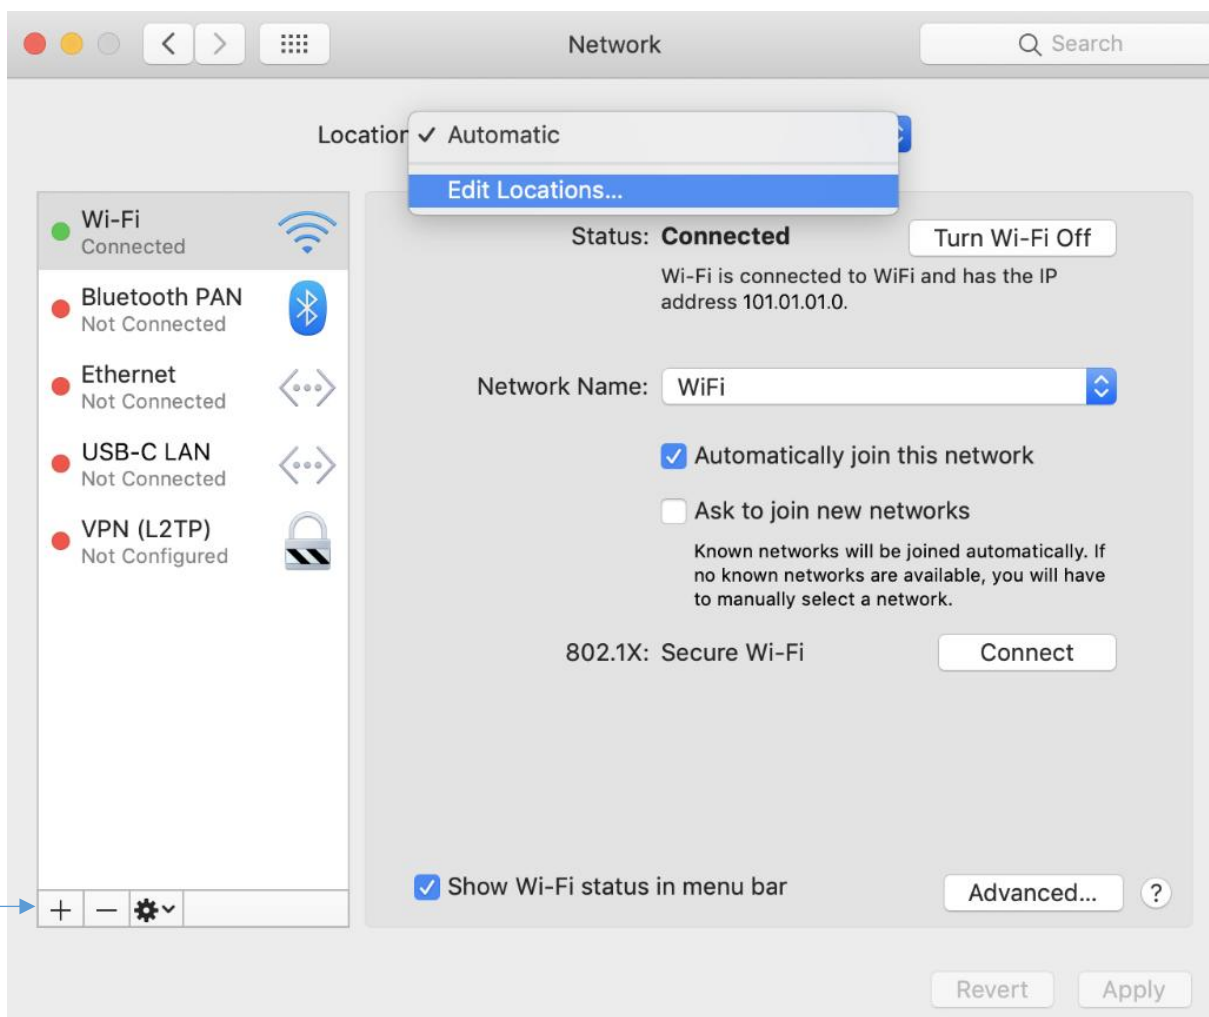 Network
Search
Location
✓ Automatic
Edit Locations...
Wi-Fi
Connected
Bluetooth PAN
Not Connected
Ethernet
Not Connected
USB-C LAN
Not Connected
VPN (L2TP)
Not Configured
Status: Connected
Turn Wi-Fi Off
Wi-Fi is connected to WiFi and has the IP
address 101.01.01.0.
Network Name: WiFi
Automatically join this network
Ask to join new networks
Known networks will be joined automatically. If
no known networks are available, you will have
to manually select a network.
802.1X: Secure Wi-Fi
Connect
Show Wi-Fi status in menu bar
Advanced...
?
Revert
Apply